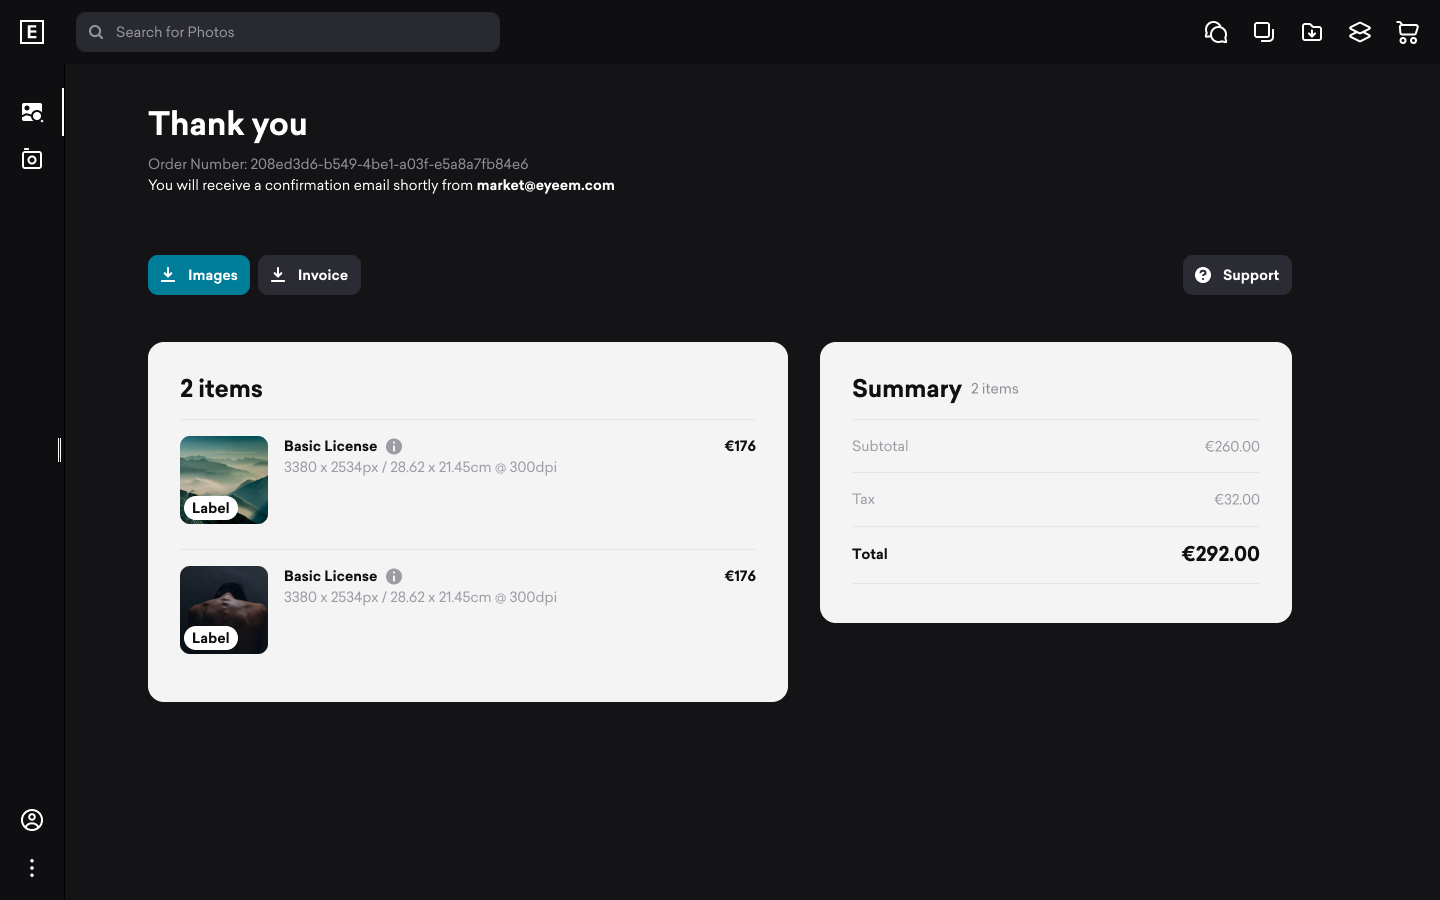 E
Search for Photos
Thank you
Order Number: 208ed3d6-b549-4be1-a03f-e5a8a7fb84e6
You will receive a confirmation email shortly from market@eyeem.com
Images
Invoice
Support
2 items
Basic License
€176
3380 x 2534px / 28.62 x 21.45cm @ 300dpi
Label
Basic License
€176
3380 x 2534px / 28.62 x 21.45cm @ 300dpi
Label
Summary 2 items
Subtotal
€260.00
Tax
€32.00
Total
€292.00